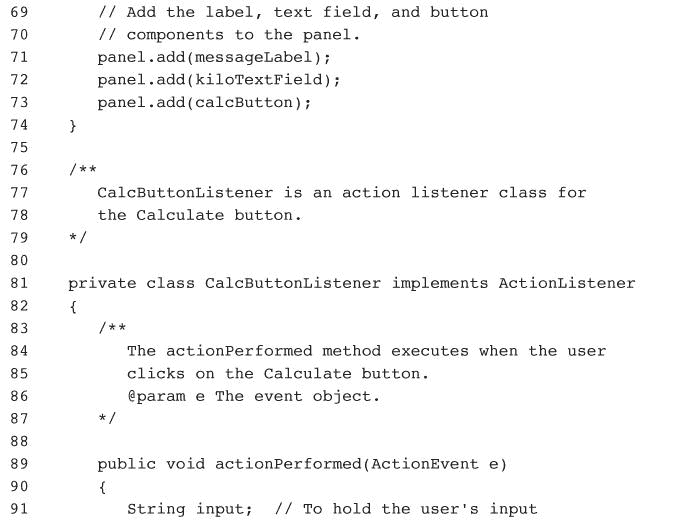 69 // Add the label, text field, and button
70 // components to the panel.
71 panel.add(messageLabel);
72 panel.add(kiloTextField);
73 panel.add(calcButton);
74 }
75
76 /**
77 CalcButtonListener is an action listener class for
78 the Calculate button.
79 */
80
81 private class CalcButtonListener implements ActionListener
82 {
83 /**
84 The actionPerformed method executes when the user
85 clicks on the Calculate button.
86 @param e The event object.
87 */
88
89 public void actionPerformed(ActionEvent e)
90 {
91 String input; // To hold the user's input